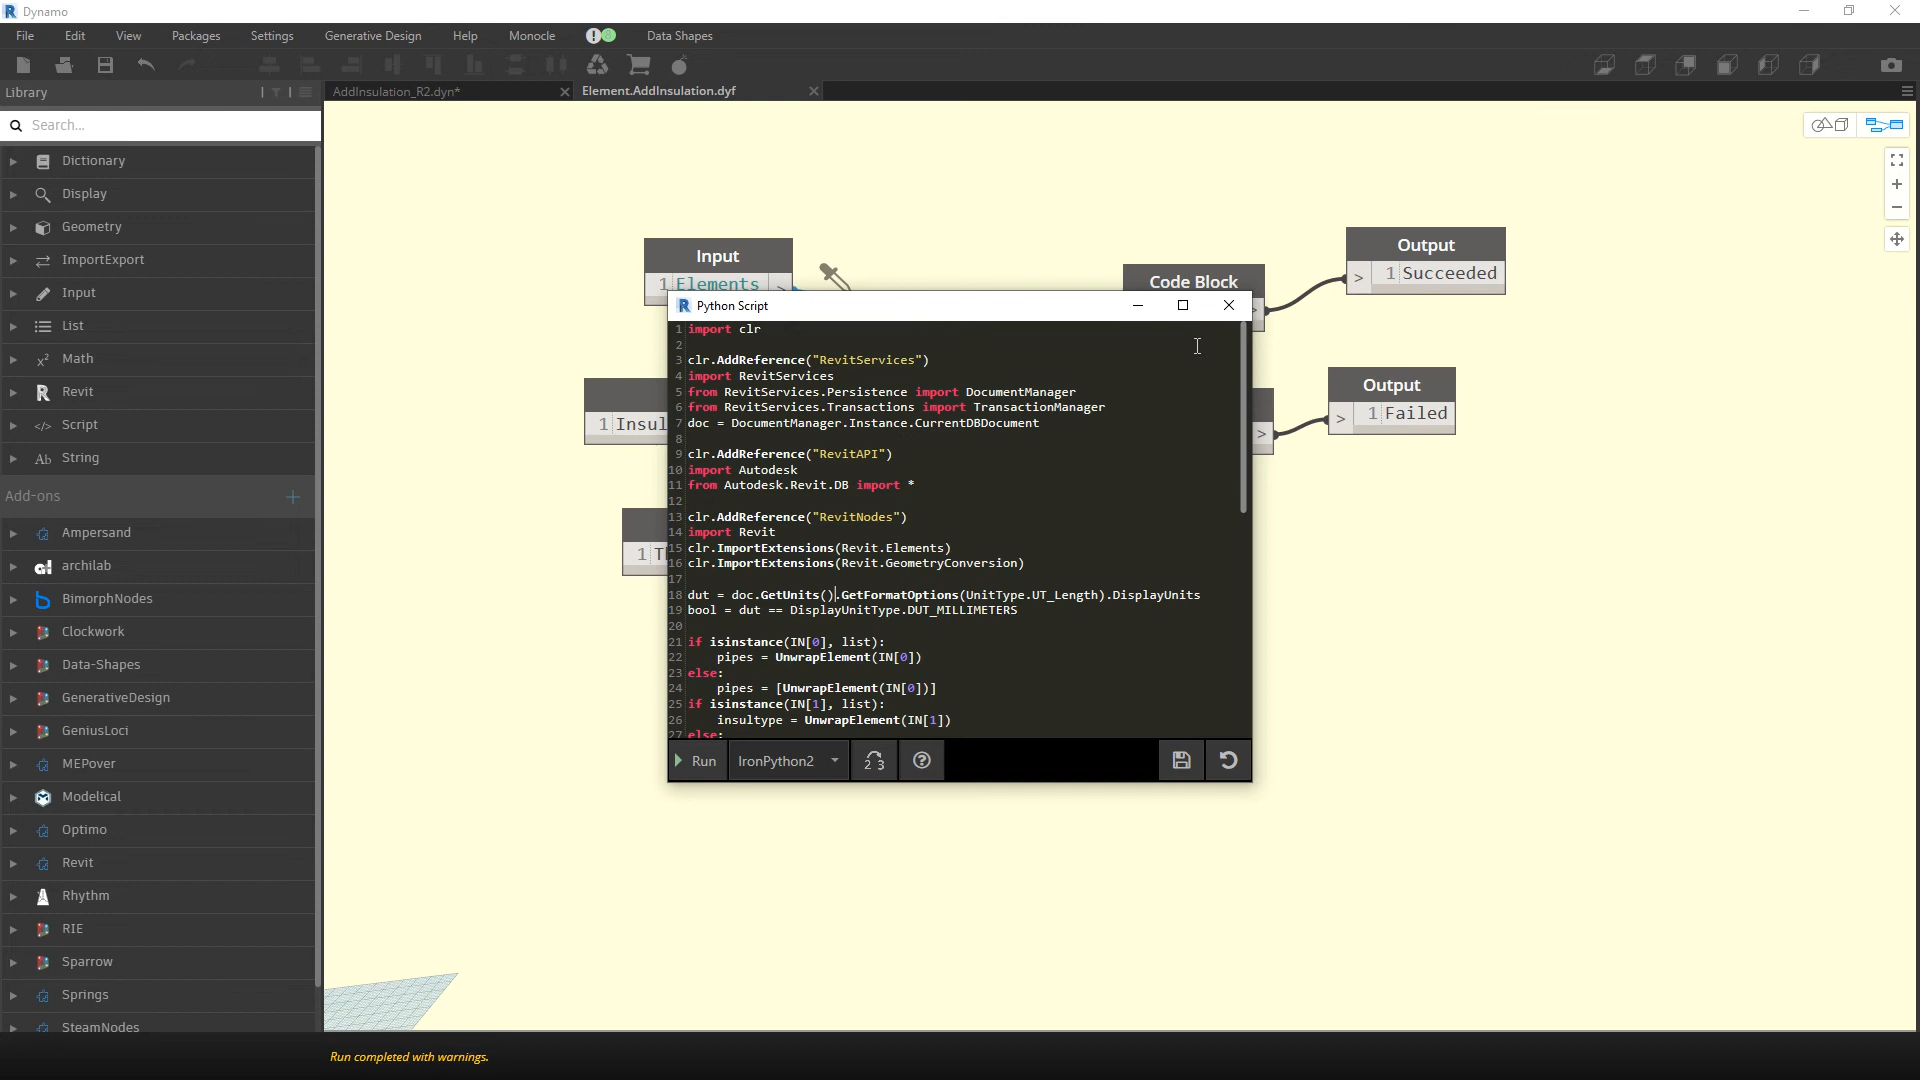 Dynamo
File Edit View Packages Settings Generative Design Help Monocle Data Shapes
Library
AddInsulation_R2.dyn*
Element.AddInsulation.dyf
Search...
Dictionary
Display
Geometry
ImportExport
Input
List
Math
Revit
Script
String
Add-ons
Ampersand
archilab
BimorphNodes
Clockwork
Data-Shapes
GenerativeDesign
GeniusLoci
MEPover
Modelical
Optimo
Revit
Rhythm
RIE
Sparrow
Springs
SteamNodes
Input
1 Elements >
Code Block
>
Output
> 1 Succeeded
1 Insul
>
Output
> 1 Failed
1 Th
Python Script
1 import clr
2
3 clr.AddReference("RevitServices")
4 import RevitServices
5 from RevitServices.Persistence import DocumentManager
6 from RevitServices.Transactions import TransactionManager
7 doc = DocumentManager.Instance.CurrentDBDocument
8
9 clr.AddReference("RevitAPI")
10 import Autodesk
11 from Autodesk.Revit.DB import *
12
13 clr.AddReference("RevitNodes")
14 import Revit
15 clr.ImportExtensions(Revit.Elements)
16 clr.ImportExtensions(Revit.GeometryConversion)
17
18 dut = doc.GetUnits().GetFormatOptions(UnitType.UT_Length).DisplayUnits
19 bool = dut == DisplayUnitType.DUT_MILLIMETERS
20
21 if isinstance(IN[0], list):
22 pipes = UnwrapElement(IN[0])
23 else:
24 pipes = [UnwrapElement(IN[0])]
25 if isinstance(IN[1], list):
26 insultype = UnwrapElement(IN[1])
27 else:
Run IronPython2 2 3
Run completed with warnings.